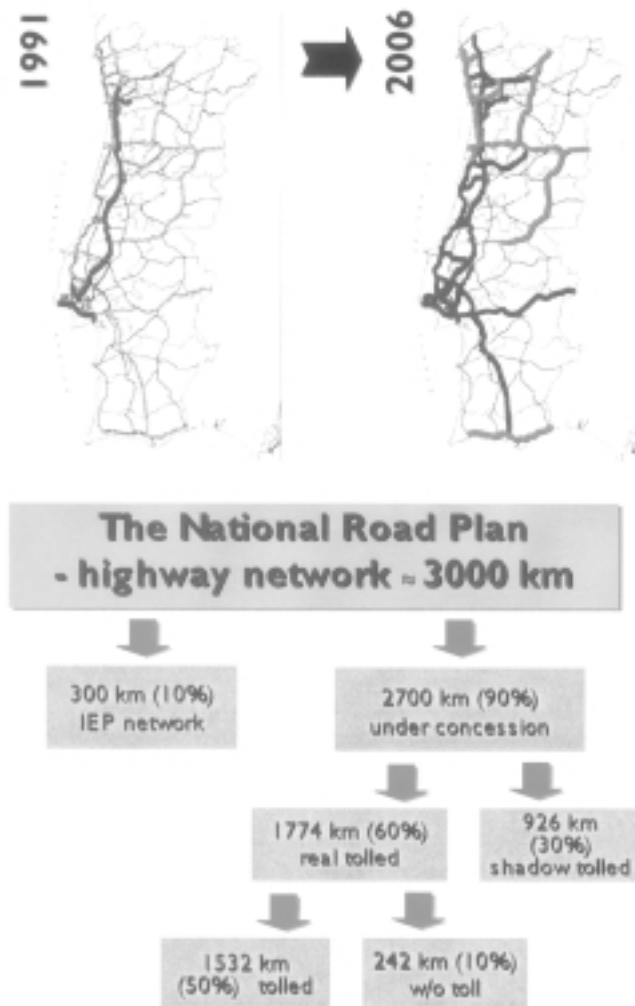 1991
2006
The National Road Plan
- highway network ≈ 3000 km
300 km (10%)
IEP network
2700 km (90%)
under concession
1774 km (60%)
real tolled
926 km
(30%)
shadow tolled
1532 km
(50%) tolled
242 km (10%)
w/o toll